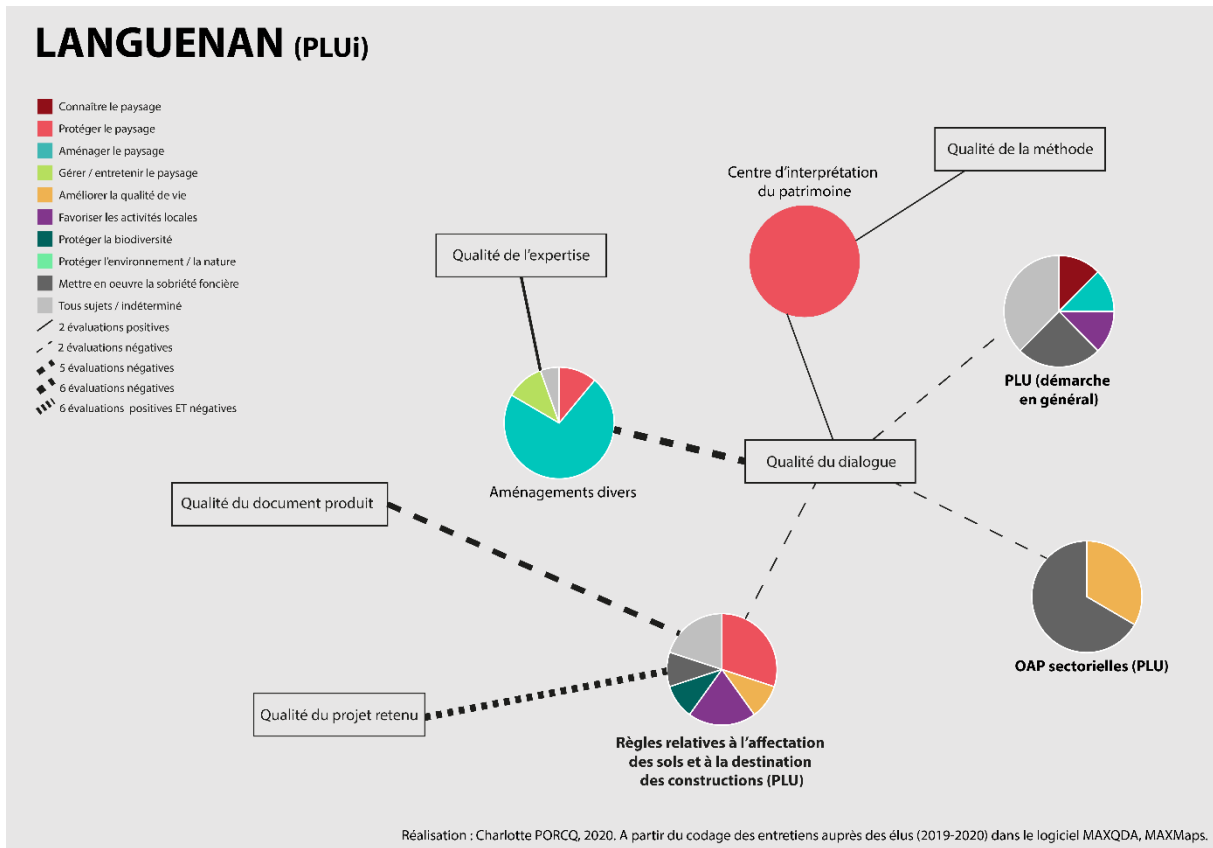 LANGUENAN (PLUi)
Connaître le paysage
Protéger le paysage
Aménager le paysage
Gérer / entretenir le paysage
Améliorer la qualité de vie
Favoriser les activités locales
Protéger la biodiversité
Protéger l'environnement / la nature
Mettre en oeuvre la sobriété foncière
Tous sujets / indéterminé
2 évaluations positives
2 évaluations négatives
5 évaluations négatives
6 évaluations négatives
6 évaluations positives ET négatives
Qualité de la méthode
Centre d'interprétation
du patrimoine
Qualité de l'expertise
PLU (démarche
en général)
Qualité du dialogue
Aménagements divers
Qualité du document produit
OAP sectorielles (PLU)
Qualité du projet retenu
Règles relatives à l'affectation
des sols et à la destination
des constructions (PLU)
Réalisation : Charlotte PORCQ, 2020. A partir du codage des entretiens auprès des élus (2019-2020) dans le logiciel MAXQDA, MAXMaps.